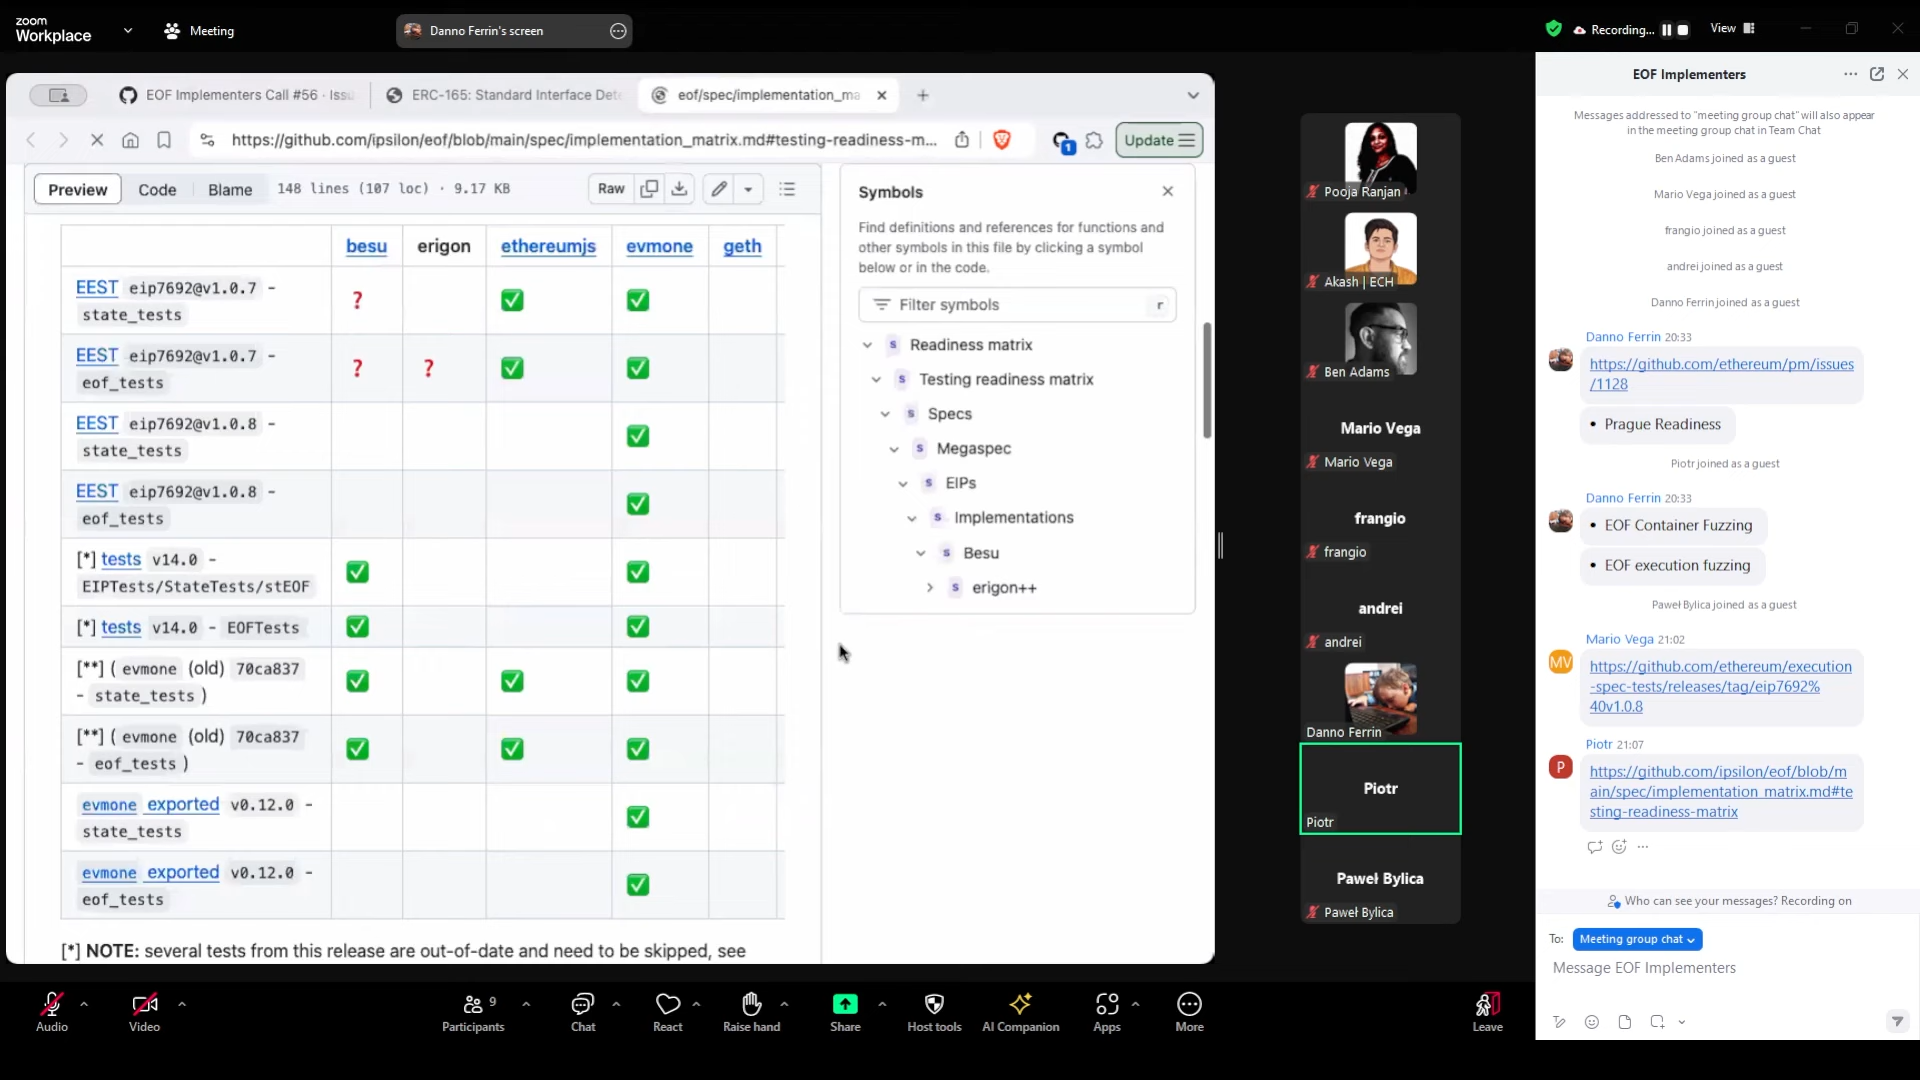 zoom
Workplace
Meeting
Danno Ferrin's screen
Recording...
View
EOF Implementers Call #56 · Issu
ERC-165: Standard Interface Dete
eof/spec/implementation_ma
https://github.com/ipsilon/eof/blob/main/spec/implementation_matrix.md#testing-readiness-m...
1
Update
Preview
Code
Blame
148 lines (107 loc) · 9.17 KB
Raw
besu
erigon
ethereumjs
evmone
geth
EEST eip7692@v1.0.7 -
state_tests
?
EEST eip7692@v1.0.7 -
eof_tests
?
?
EEST eip7692@v1.0.8 -
state_tests
EEST eip7692@v1.0.8 -
eof_tests
[*] tests v14.0 -
EIPTests/StateTests/stEOF
[*] tests v14.0 - EOFTests
[**] ( evmone (old) 70ca837
- state_tests )
[**] ( evmone (old) 70ca837
- eof_tests )
evmone exported v0.12.0 -
state_tests
evmone exported v0.12.0 -
eof_tests
[*] NOTE: several tests from this release are out-of-date and need to be skipped, see
Symbols
Find definitions and references for functions and
other symbols in this file by clicking a symbol
below or in the code.
Filter symbols
r
S Readiness matrix
S Testing readiness matrix
S Specs
S Megaspec
S EIPs
S Implementations
S Besu
S erigon++
Pooja Ranjan
Akash | ECH
Ben Adams
Mario Vega
Mario Vega
frangio
frangio
andrei
andrei
Danno Ferrin
Piotr
Piotr
Paweł Bylica
Paweł Bylica
EOF Implementers
Messages addressed to "meeting group chat" will also appear
in the meeting group chat in Team Chat
Ben Adams joined as a guest
Mario Vega joined as a guest
frangio joined as a guest
andrei joined as a guest
Danno Ferrin joined as a guest
Danno Ferrin 20:33
https://github.com/ethereum/pm/issues
/1128
• Prague Readiness
Piotr joined as a guest
Danno Ferrin 20:33
• EOF Container Fuzzing
• EOF execution fuzzing
Paweł Bylica joined as a guest
Mario Vega 21:02
MV
https://github.com/ethereum/execution
-spec-tests/releases/tag/eip7692%
40v1.0.8
Piotr 21:07
P
https://github.com/ipsilon/eof/blob/m
ain/spec/implementation_matrix.md#te
sting-readiness-matrix
Who can see your messages? Recording on
To: Meeting group chat
Message EOF Implementers
Audio
Video
9
Participants
Chat
React
Raise hand
Share
Host tools
AI Companion
Apps
More
Leave